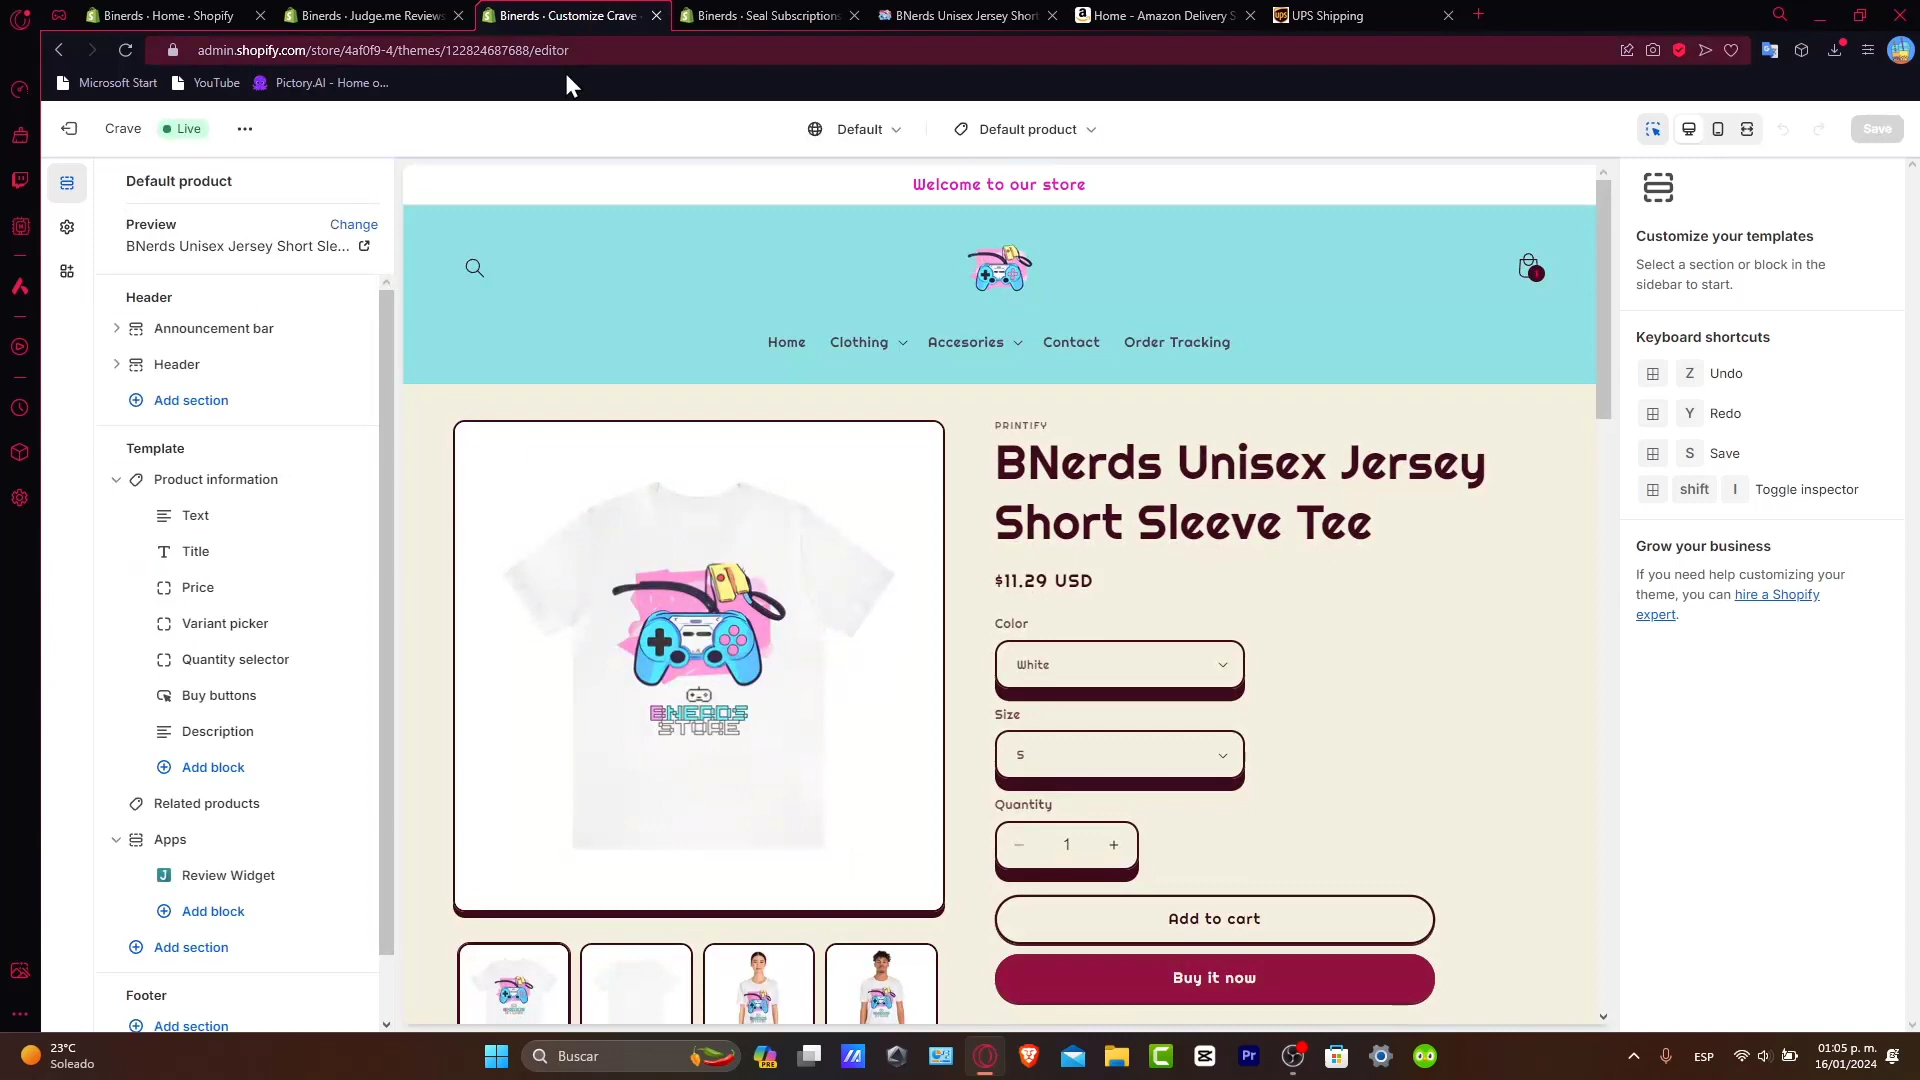 Binerds · Home · Shopify
Binerds · Judge.me Reviews
Binerds · Customize Crave
Binerds · Seal Subscriptions
BNerds Unisex Jersey Short
Home - Amazon Delivery S
UPS Shipping
admin.shopify.com/store/4af0f9-4/themes/122824687688/editor
Microsoft Start
YouTube
Pictory.AI - Home o...
Crave
Live
Default
Default product
Save
Default product
Preview
Change
BNerds Unisex Jersey Short Sle...
Header
Announcement bar
Header
Add section
Template
Product information
Text
Title
Price
Variant picker
Quantity selector
Buy buttons
Description
Add block
Related products
Apps
Review Widget
Add block
Add section
Footer
Add section
Welcome to our store
1
Home
Clothing
Accesories
Contact
Order Tracking
BNERDS
STORE
PRINTIFY
BNerds Unisex Jersey
Short Sleeve Tee
$11.29 USD
Color
White
Size
S
Quantity
1
Add to cart
Buy it now
Customize your templates
Select a section or block in the
sidebar to start.
Keyboard shortcuts
Z Undo
Y Redo
S Save
shift I Toggle inspector
Grow your business
If you need help customizing your
theme, you can hire a Shopify
expert.
23°C
Soleado
Buscar
PRE
Pr
ESP
01:05 p. m.
16/01/2024